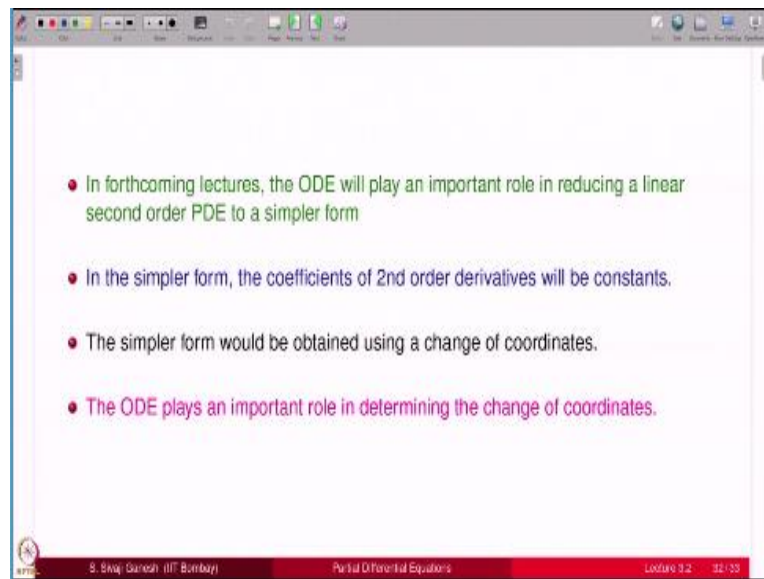 In forthcoming lectures, the ODE will play an important role in reducing a linear
second order PDE to a simpler form
In the simpler form, the coefficients of 2nd order derivatives will be constants.
The simpler form would be obtained using a change of coordinates.
The ODE plays an important role in determining the change of coordinates.
S. Sivaji Ganesh (IIT Bombay)
Partial Differential Equations
Lecture 3.2
32/33